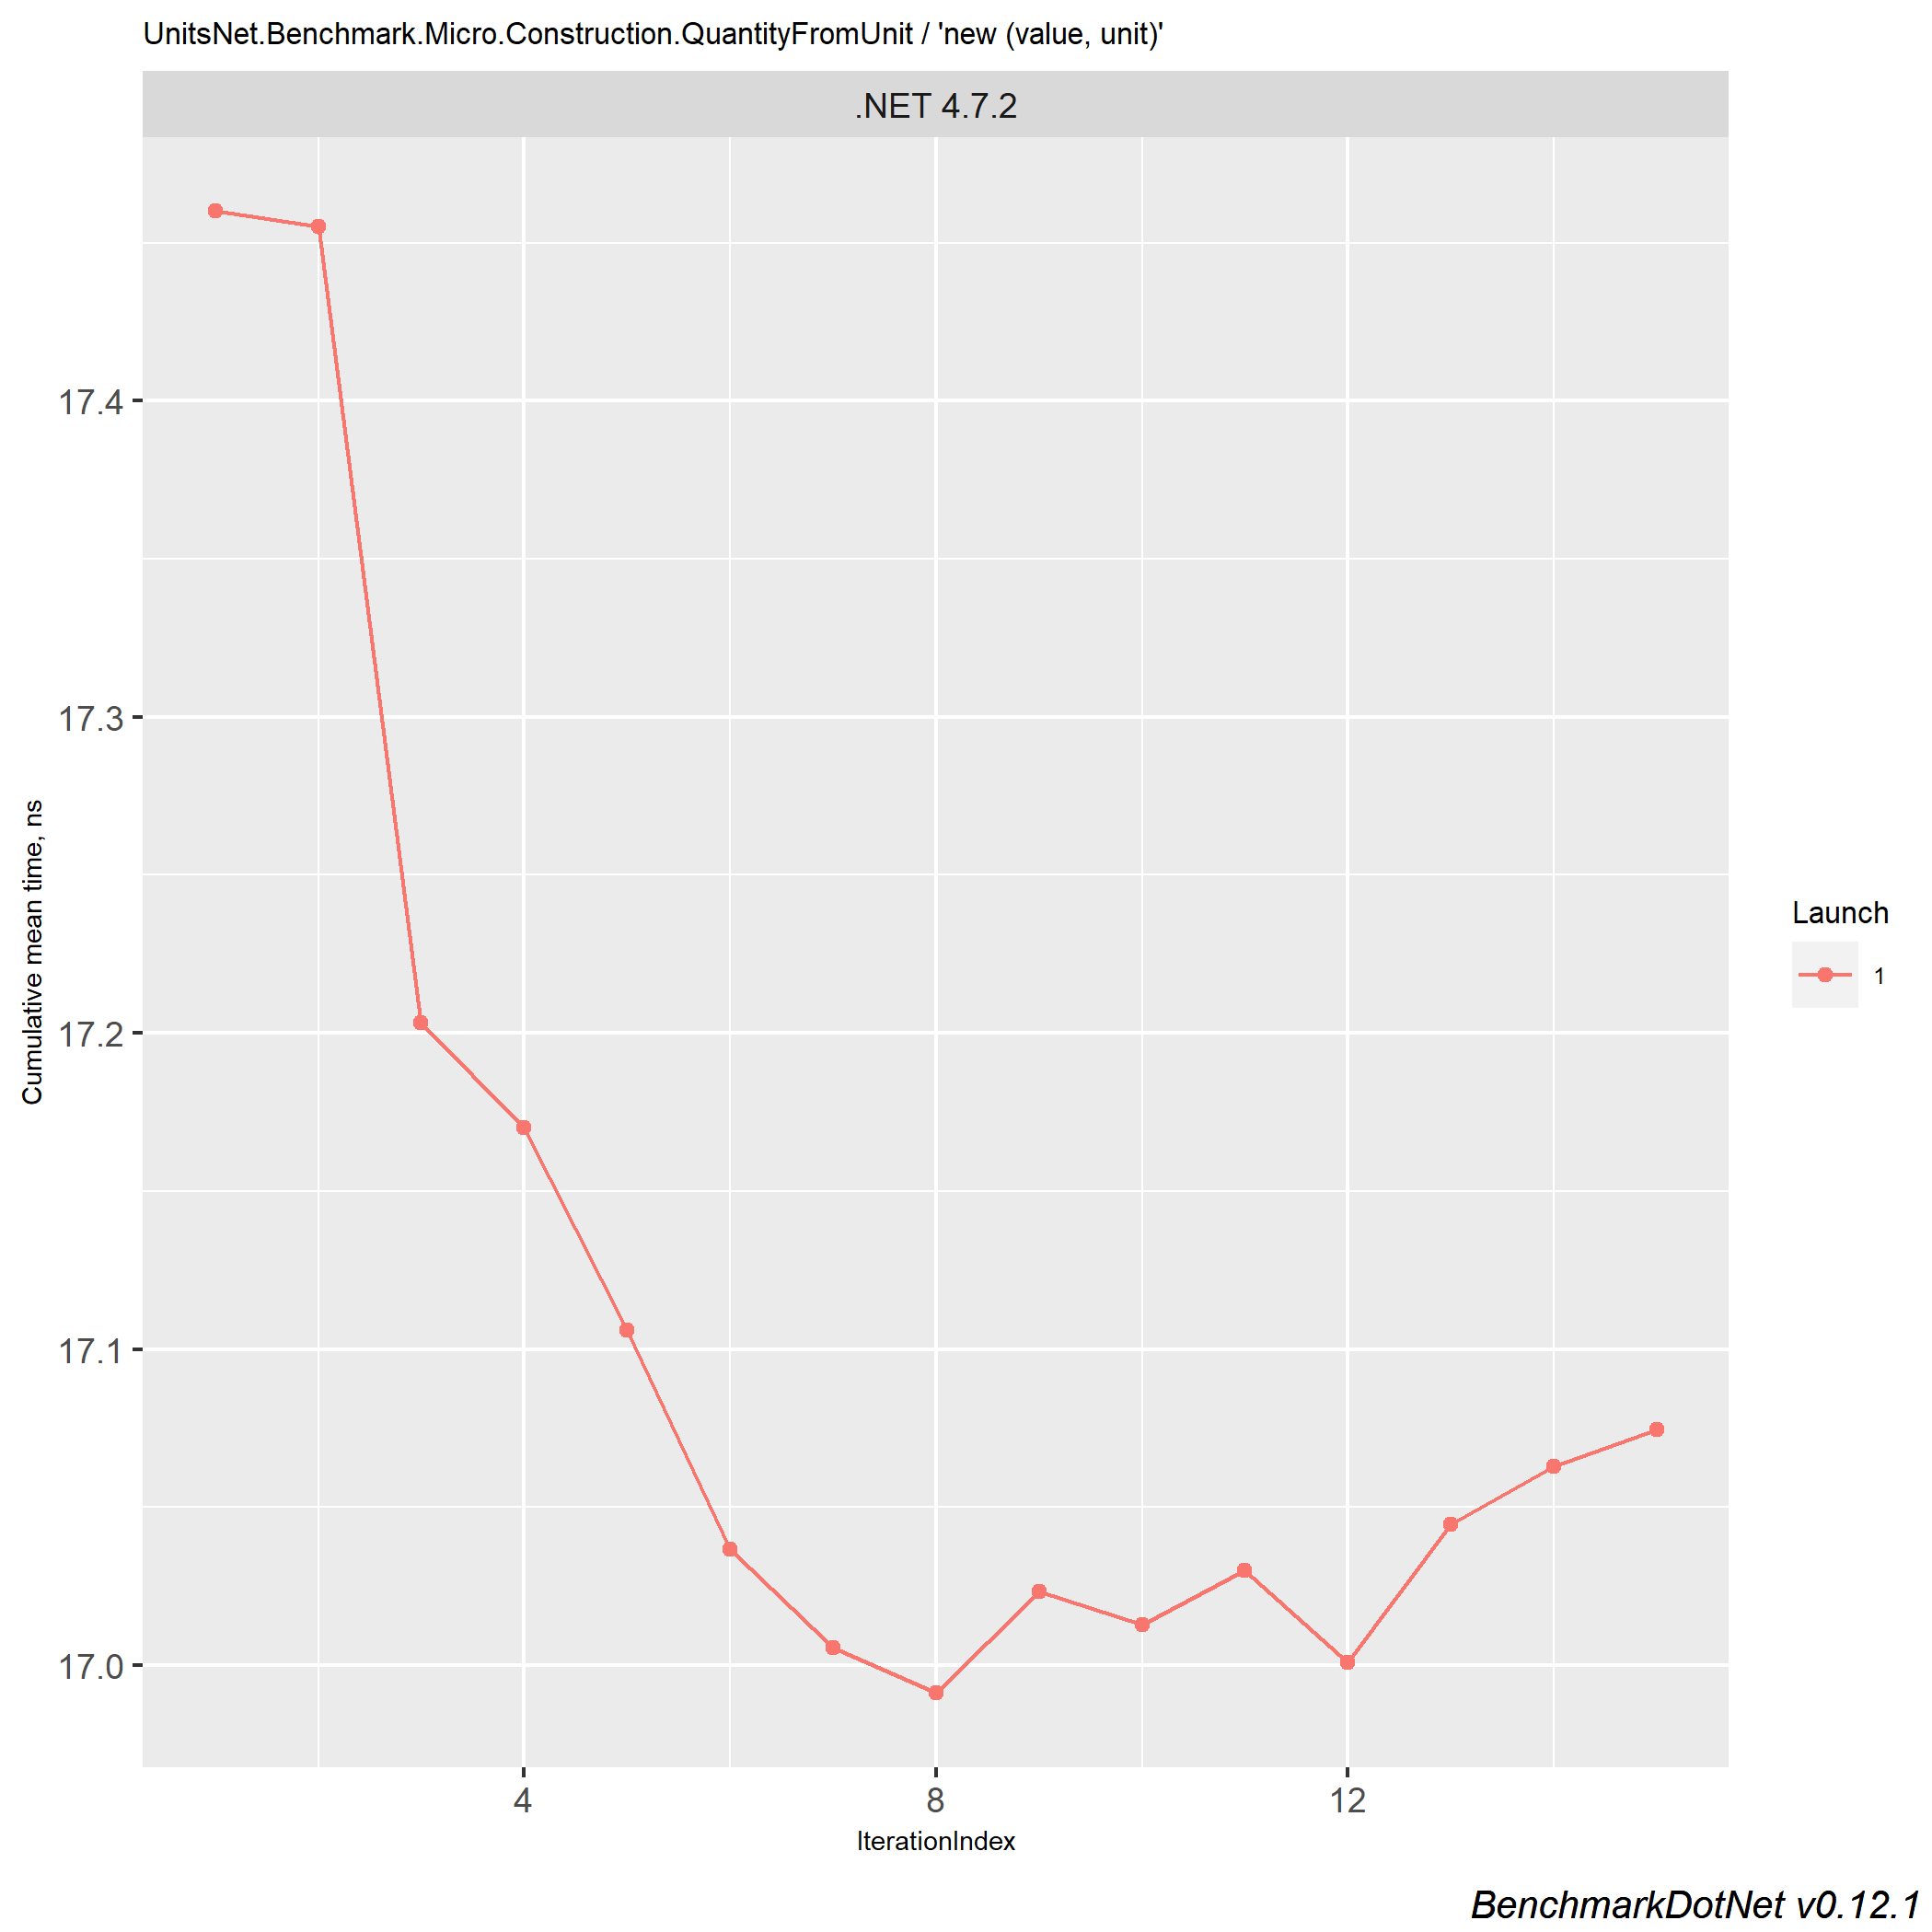 UnitsNet.Benchmark.Micro.Construction.QuantityFromUnit / 'new (value, unit)'
.NET 4.7.2
17.4
17.3
17.2
17.1
17.0
Cumulative mean time, ns
4
8
12
IterationIndex
Launch
1
BenchmarkDotNet v0.12.1